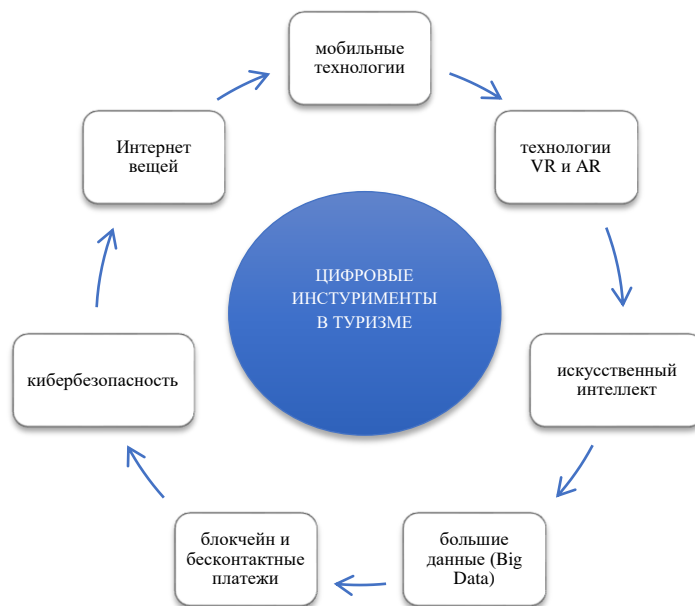 мобильные
технологии
технологии
VR и AR
искусственный
интеллект
большие
данные (Big
Data)
блокчейн и
бесконтактные
платежи
кибербезопасность
Интернет
вещей
ЦИФРОВЫЕ
ИНСТУРИМЕНТЫ
В ТУРИЗМЕ